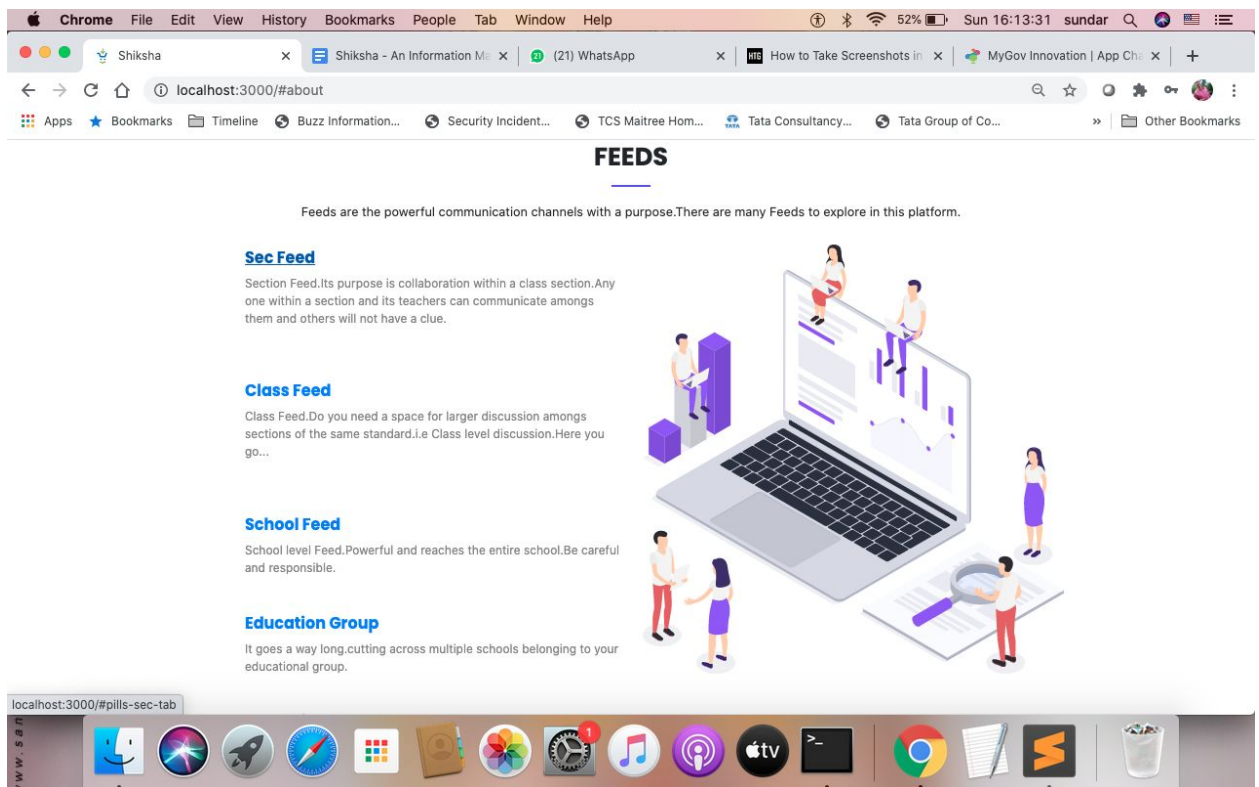 Chrome File Edit View History Bookmarks People Tab Window Help 52% Sun 16:13:31 sundar
Shiksha Shiksha - An Information Ma (21) WhatsApp How to Take Screenshots in MyGov Innovation | App Cha
localhost:3000/#about
Apps Bookmarks Timeline Buzz Information... Security Incident... TCS Maitree Hom... Tata Consultancy... Tata Group of Co... » Other Bookmarks
FEEDS
Feeds are the powerful communication channels with a purpose.There are many Feeds to explore in this platform.
Sec Feed
Section Feed.Its purpose is collaboration within a class section.Any
one within a section and its teachers can communicate amongs
them and others will not have a clue.
Class Feed
Class Feed.Do you need a space for larger discussion amongs
sections of the same standard.i.e Class level discussion.Here you
go...
School Feed
School level Feed.Powerful and reaches the entire school.Be careful
and responsible.
Education Group
It goes a way long.cutting across multiple schools belonging to your
educational group.
localhost:3000/#pills-sec-tab
1
tv